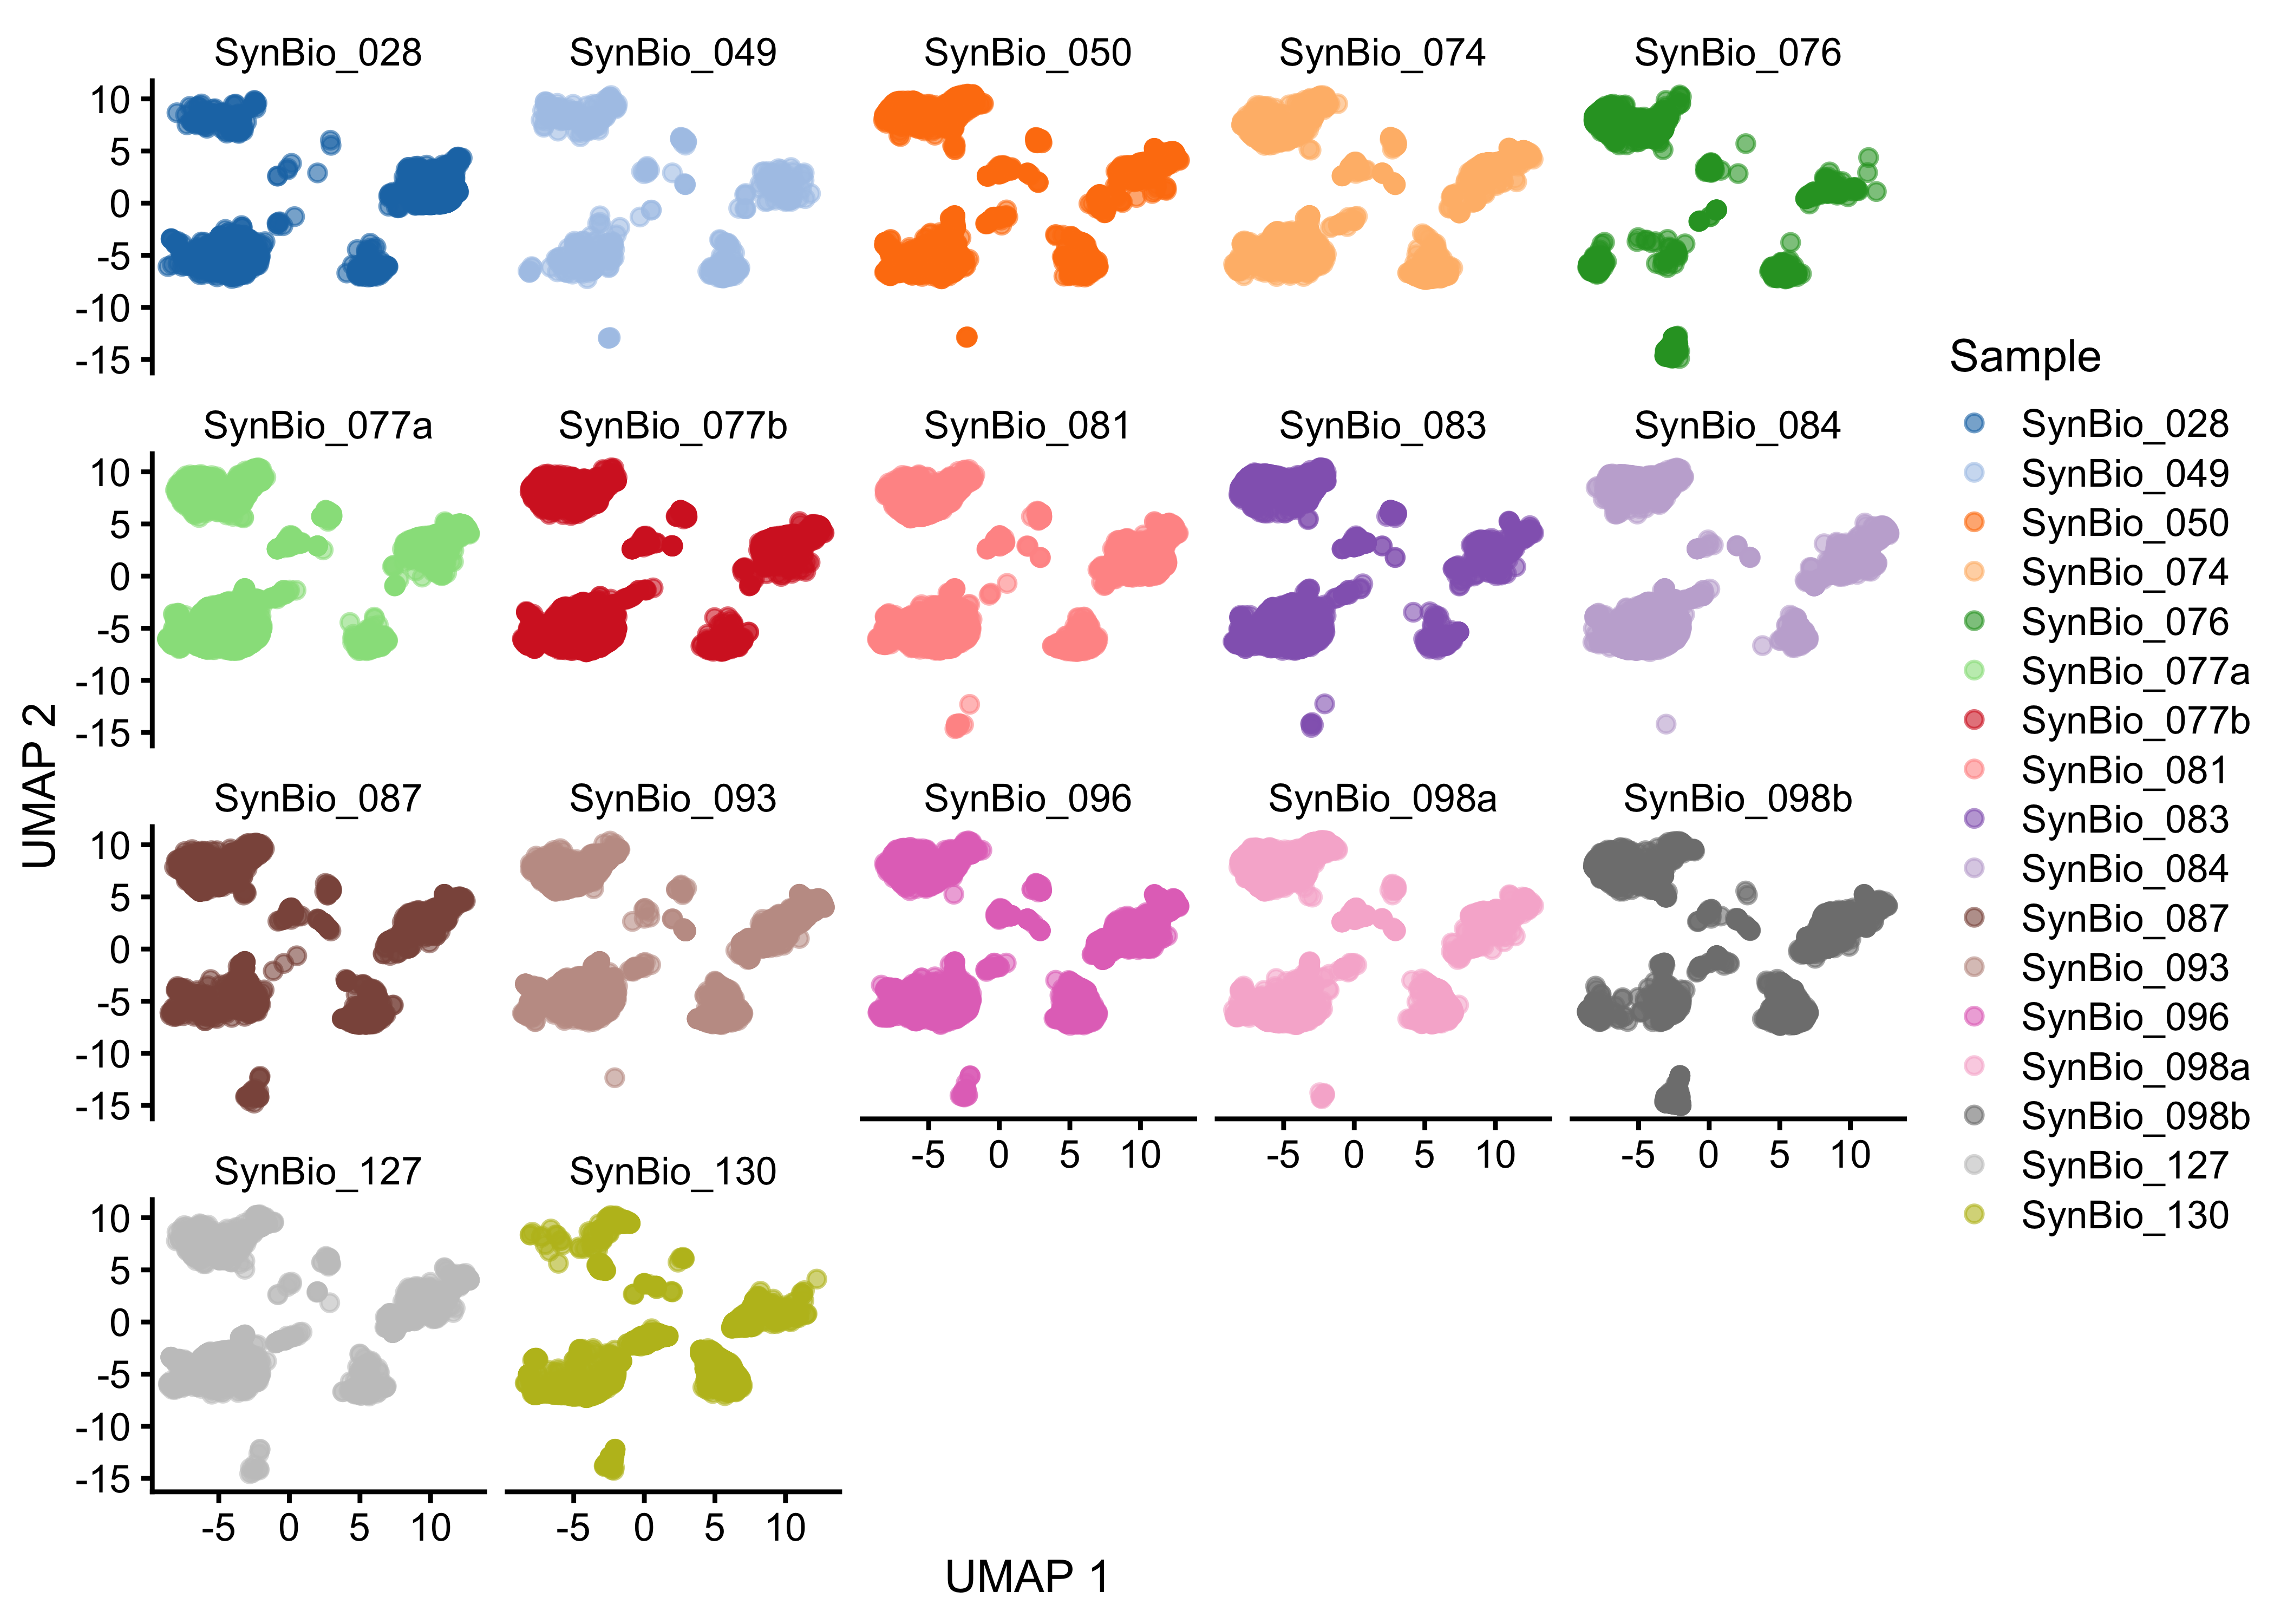 SynBio_028 SynBio_049 SynBio_050 SynBio_074 SynBio_076
10
5
0
-5
-10
-15
SynBio_077a SynBio_077b SynBio_081 SynBio_083 SynBio_084
10
5
0
-5
-10
-15
SynBio_087 SynBio_093 SynBio_096 SynBio_098a SynBio_098b
10
5
0
-5
-10
-15
-5 0 5 10 -5 0 5 10 -5 0 5 10
SynBio_127 SynBio_130
10
5
0
-5
-10
-15
-5 0 5 10 -5 0 5 10
UMAP 1
UMAP 2
Sample
SynBio_028
SynBio_049
SynBio_050
SynBio_074
SynBio_076
SynBio_077a
SynBio_077b
SynBio_081
SynBio_083
SynBio_084
SynBio_087
SynBio_093
SynBio_096
SynBio_098a
SynBio_098b
SynBio_127
SynBio_130